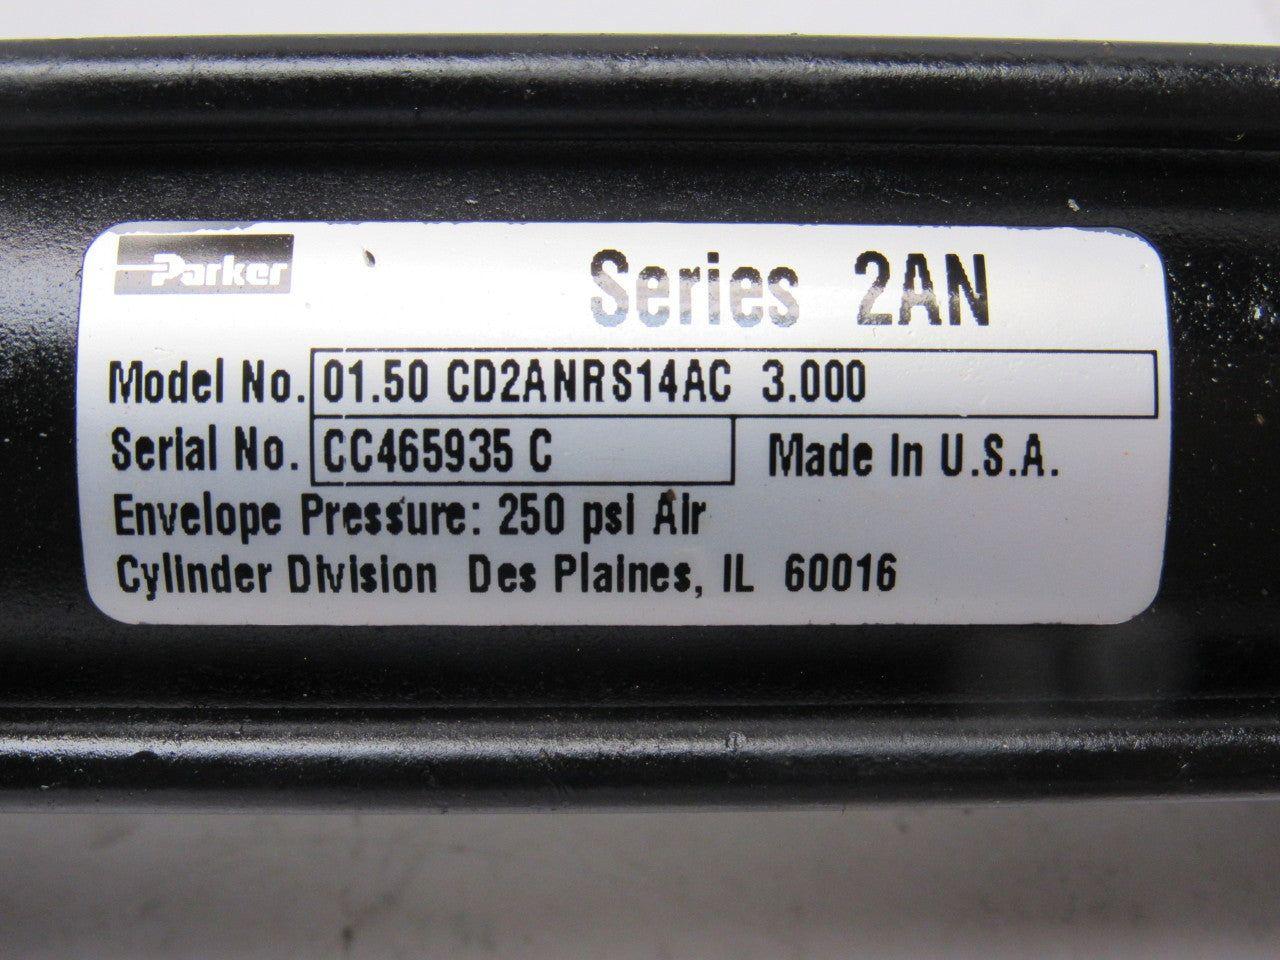 Parker
Series 2AN
Model No. 01.50 CD2ANRS14AC 3.000
Serial No. CC465935 C Made In U.S.A.
Envelope Pressure: 250 psi Air
Cylinder Division Des Plaines, IL 60016